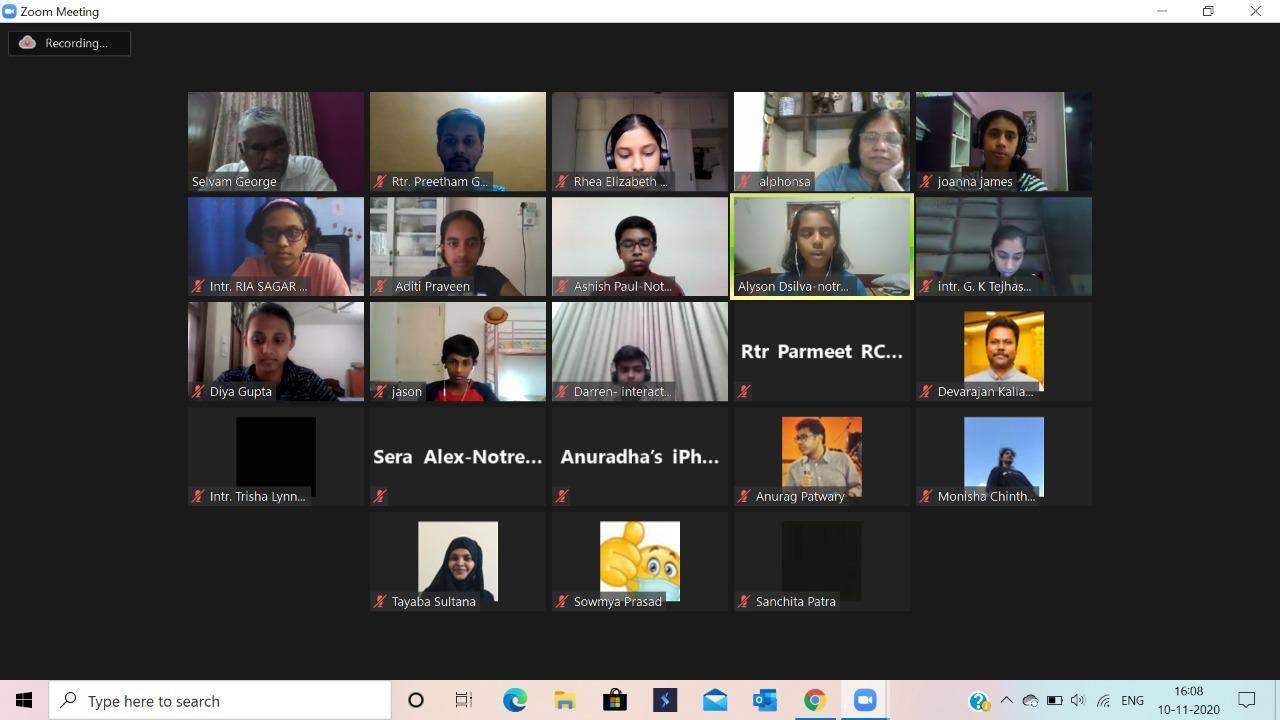 Zoom Meeting
Recording...
Selvam George
Rtr. Preetham G...
Rhea Elizabeth ...
alphonsa
joanna james
Intr. RIA SAGAR ...
Aditi Praveen
Ashish Paul-Not...
Alyson Dsilva-notr...
intr. G. K Tejhas...
Diya Gupta
jason
Darren- interact...
Rtr Parmeet RC...
Devarajan Kalia...
Intr. Trisha Lynn...
Sera Alex-Notre...
Anuradha's iPh...
Anurag Patwary
Monisha Chinth...
Tayaba Sultana
Sowmya Prasad
Sanchita Patra
Type here to search
ENG
16:08
10-11-2020